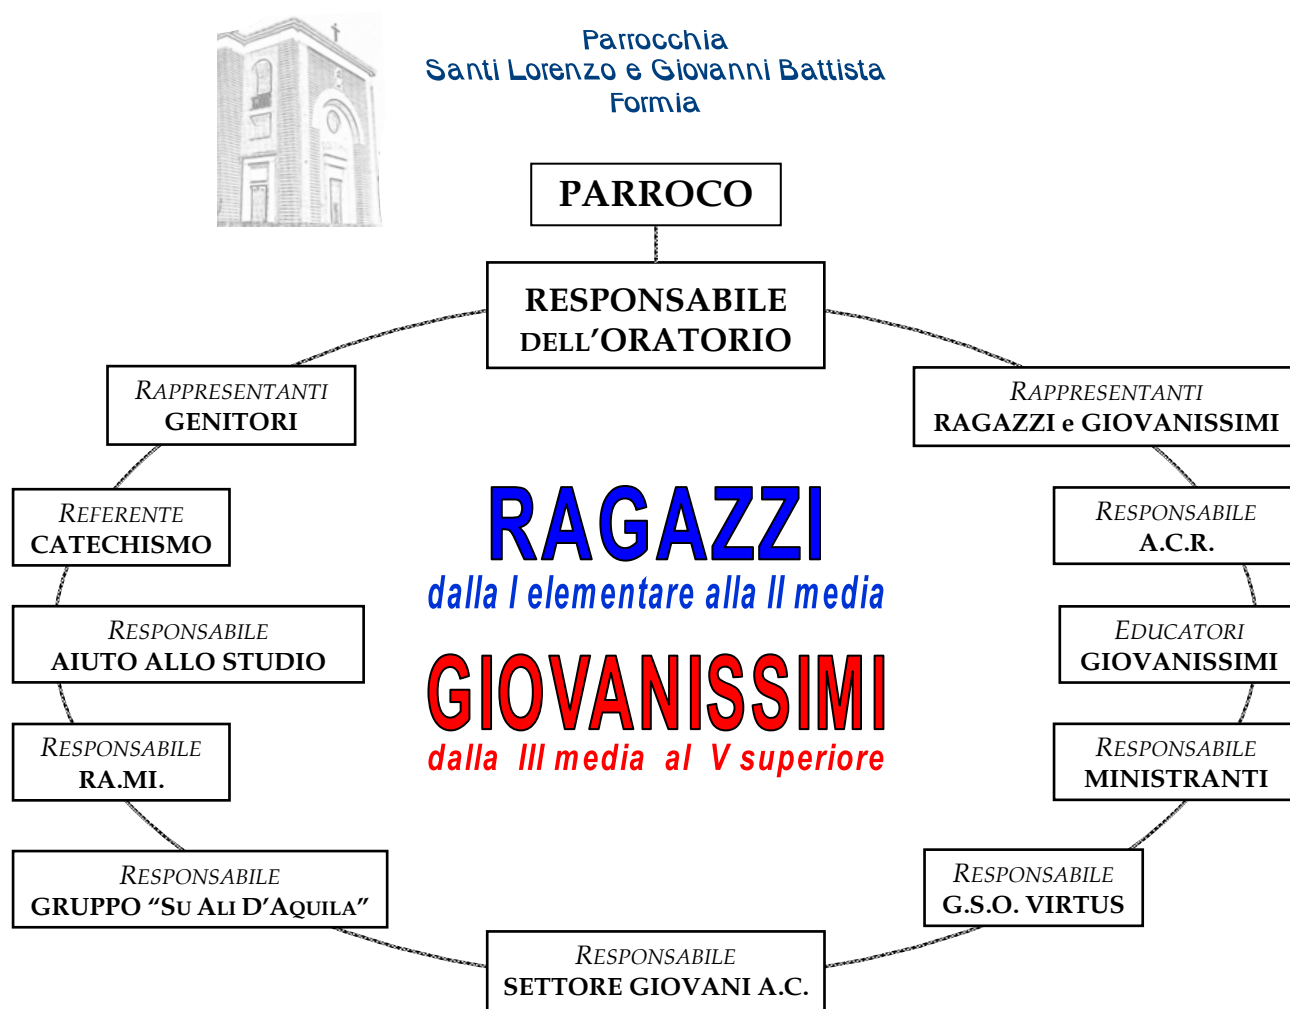 Parrocchia
Santi Lorenzo e Giovanni Battista
Formia
PARROCO
RESPONSABILE
DELL'ORATORIO
RAPPRESENTANTI
GENITORI
RAPPRESENTANTI
RAGAZZI e GIOVANISSIMI
REFERENTE
CATECHISMO
RESPONSABILE
A.C.R.
RAGAZZI
dalla I elementare alla II media
RESPONSABILE
AIUTO ALLO STUDIO
EDUCATORI
GIOVANISSIMI
GIOVANISSIMI
dalla III media al V superiore
RESPONSABILE
RA.MI.
RESPONSABILE
MINISTRANTI
RESPONSABILE
GRUPPO “SU ALI D’AQUILA”
RESPONSABILE
G.S.O. VIRTUS
RESPONSABILE
SETTORE GIOVANI A.C.